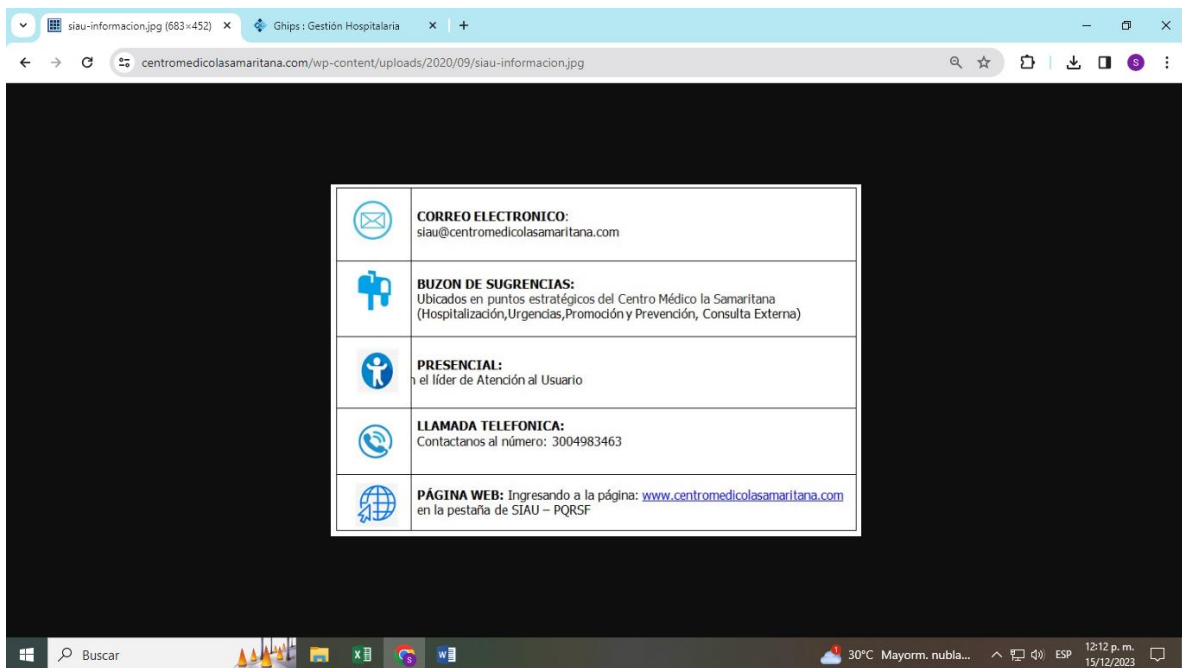 siau-informacion.jpg (683×452)
Ghips : Gestión Hospitalaria
centromedicolasamaritana.com/wp-content/uploads/2020/09/siau-informacion.jpg
S
CORREO ELECTRONICO:
siau@centromedicolasamaritana.com
BUZON DE SUGRENCIAS:
Ubicados en puntos estratégicos del Centro Médico la Samaritana
(Hospitalización,Urgencias,Promoción y Prevención, Consulta Externa)
PRESENCIAL:
n el líder de Atención al Usuario
LLAMADA TELEFONICA:
Contactanos al número: 3004983463
PÁGINA WEB: Ingresando a la página: www.centromedicolasamaritana.com
en la pestaña de SIAU – PQRSF
Buscar
30°C Mayorm. nubla...
ESP
12:12 p. m.
15/12/2023